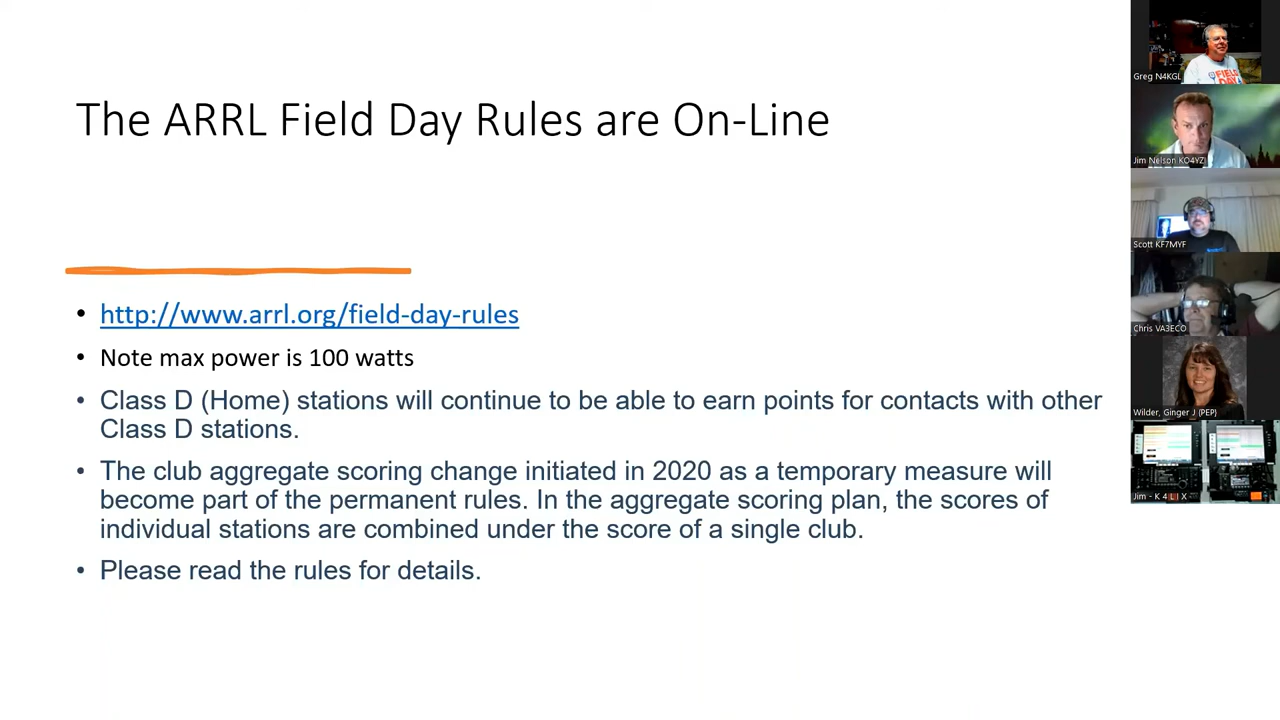 The ARRL Field Day Rules are On-Line
• http://www.arrl.org/field-day-rules
• Note max power is 100 watts
• Class D (Home) stations will continue to be able to earn points for contacts with other
Class D stations.
• The club aggregate scoring change initiated in 2020 as a temporary measure will
become part of the permanent rules. In the aggregate scoring plan, the scores of
individual stations are combined under the score of a single club.
• Please read the rules for details.
Greg N4KGL
FIELD
DAY
Jim Nelson KO4YZ
Scott KF7MYF
Chris VA3ECO
Wilder, Ginger J (PEP)
Jim - K 4 L I X